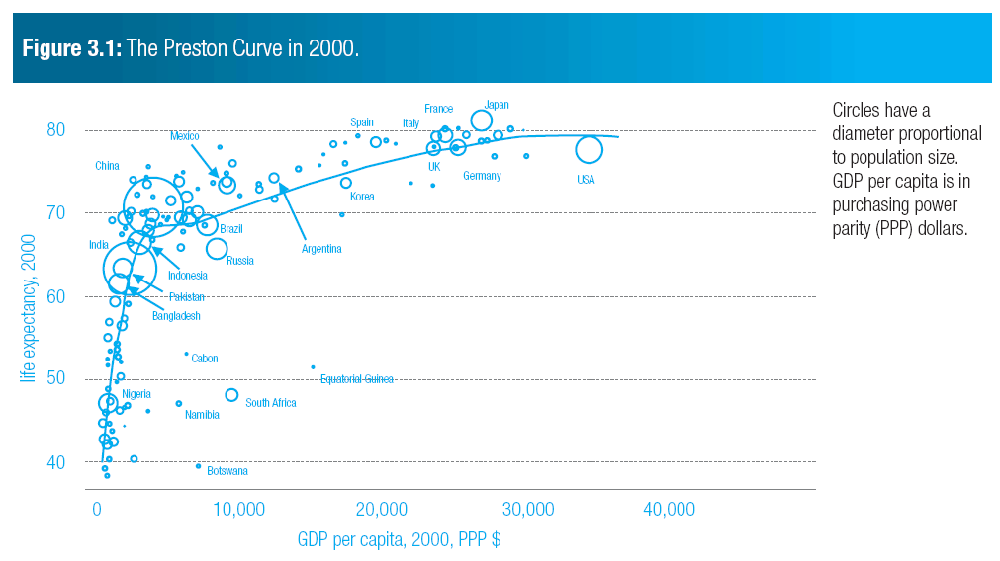 Figure 3.1: The Preston Curve in 2000.
Circles have a
diameter proportional
to population size.
GDP per capita is in
purchasing power
parity (PPP) dollars.
life expectancy, 2000
80
70
60
50
40
Mexico
China
India
Spain
Italy
France
Japan
UK
Germany
USA
Korea
Argentina
Brazil
Russia
Indonesia
Pakistan
Bangladesh
Cabon
Equatorial Guinea
Nigeria
Namibia
South Africa
Botswana
0
10,000
20,000
30,000
40,000
GDP per capita, 2000, PPP $